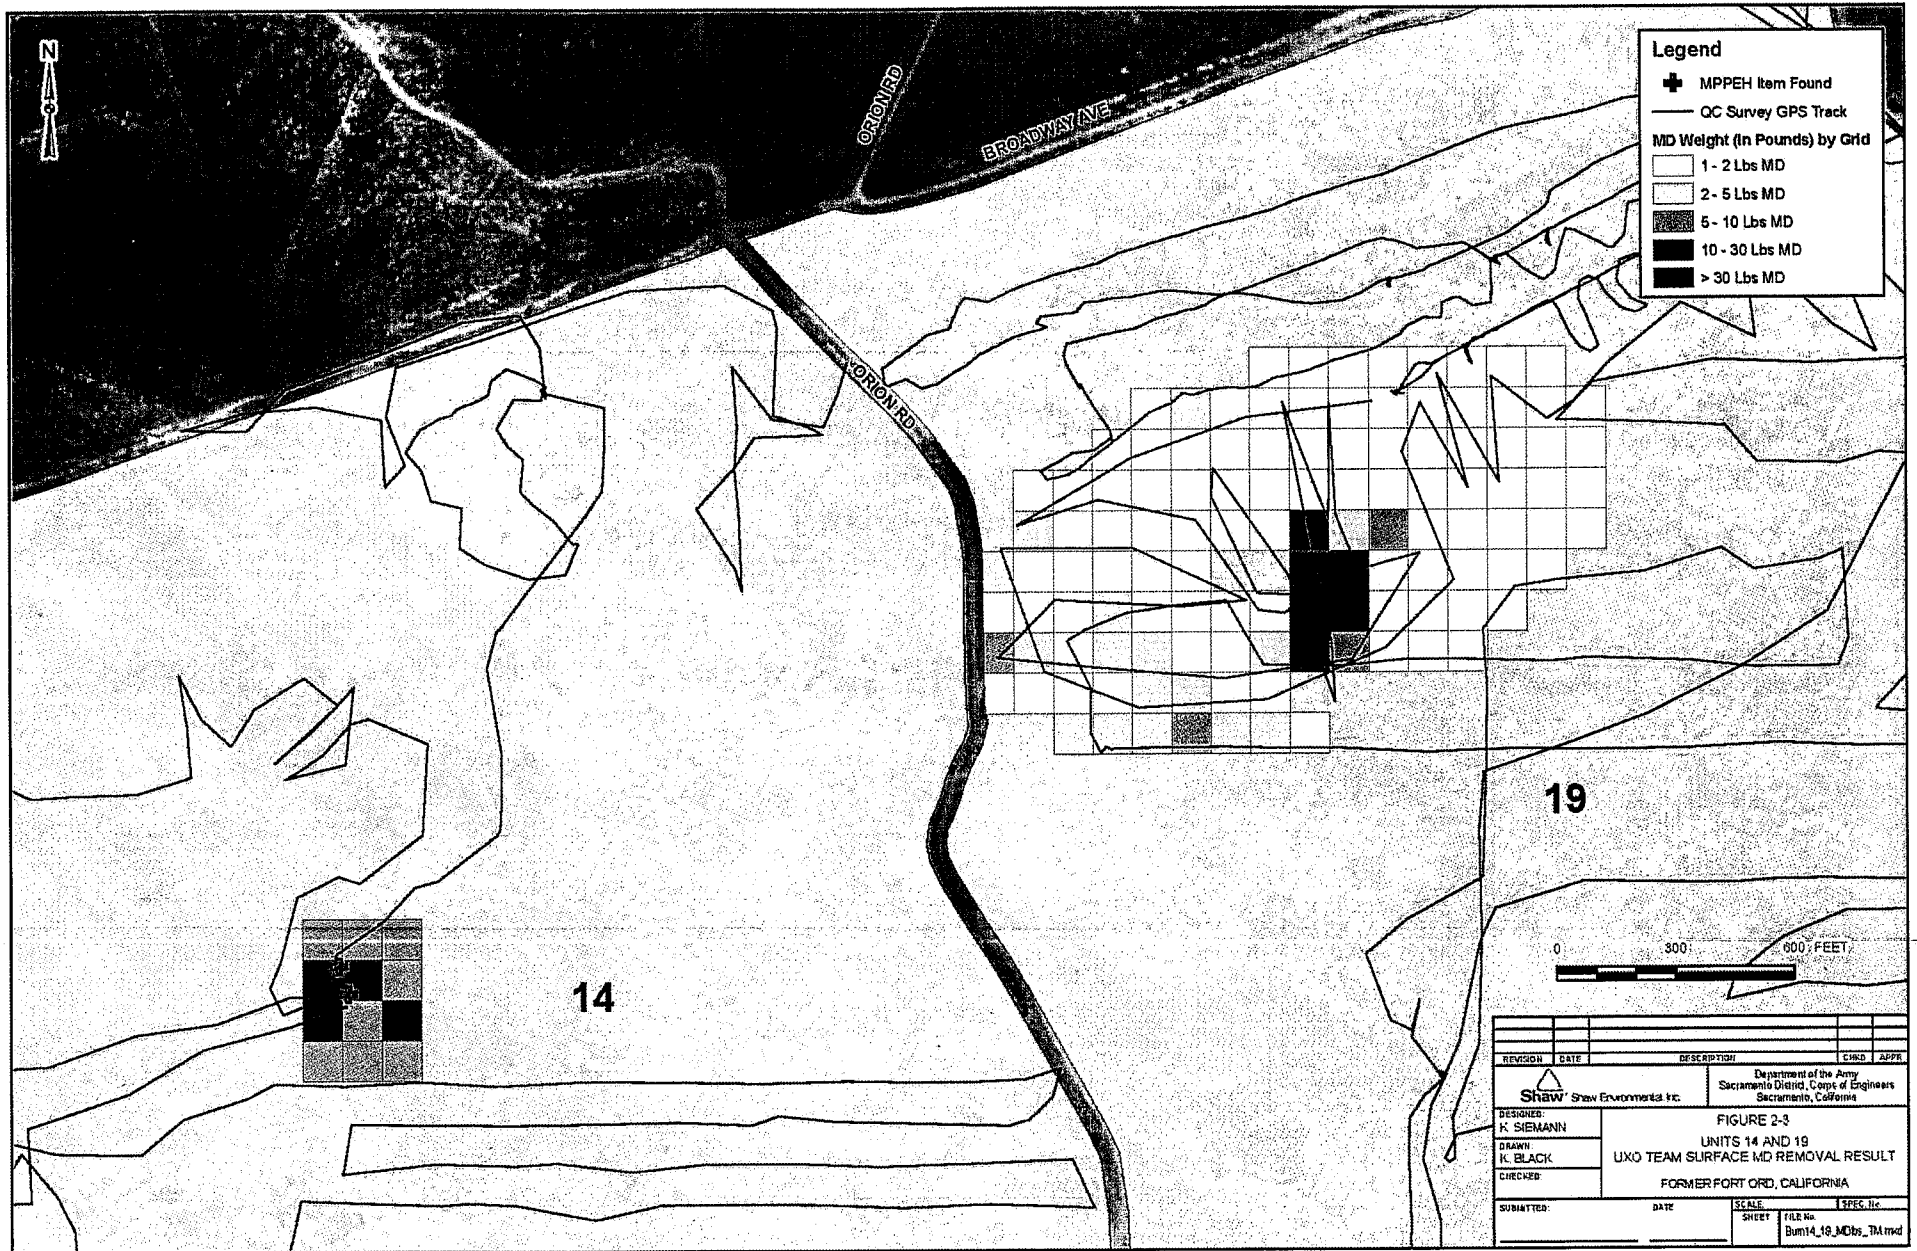 N
ORION RD
BROADWAY AVE
ORION RD
Legend
MPPEH Item Found
QC Survey GPS Track
MD Weight (In Pounds) by Grid
1 - 2 Lbs MD
2 - 5 Lbs MD
5 - 10 Lbs MD
10 - 30 Lbs MD
> 30 Lbs MD
19
14
0 300 600 FEET
REVISION DATE DESCRIPTION CHKD APPR
Shaw Shaw Environmental, Inc.
Department of the Army
Sacramento District, Corps of Engineers
Sacramento, California
DESIGNED:
K. SIEMANN
DRAWN
K. BLACK
CHECKED:
FIGURE 2-3
UNITS 14 AND 19
UXO TEAM SURFACE MD REMOVAL RESULT
FORMER FORT ORD, CALIFORNIA
SUBMITTED: DATE
SCALE SPEC. No.
SHEET FILE No.
Burn14_19_MDlbs_TM.mxd